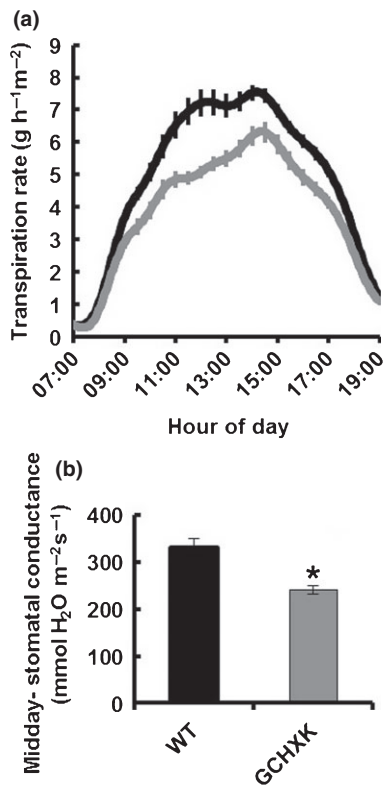 (a)
Transpiration rate (g h⁻¹m⁻²)
9
8
7
6
5
4
3
2
1
0
07:00
09:00
11:00
13:00
15:00
17:00
19:00
Hour of day
(b)
Midday- stomatal conductance
(mmol H₂O m⁻²s⁻¹)
400
300
200
100
0
*
WT
GCHXK